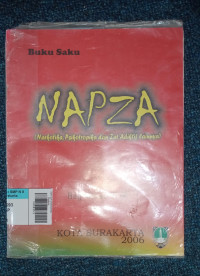 Buku Saku
NAPZA
(Narkotika, Psikotropika dan Zat Adiktif lainnya)
KOTA SURAKARTA
2006